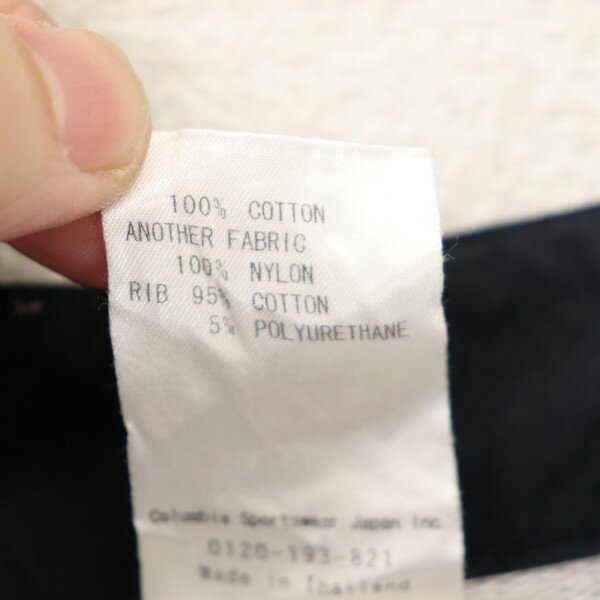 100% COTTON
ANOTHER FABRIC
100% NYLON
RIB 95% COTTON
5% POLYURETHANE
Columbia Sportswear Japan Inc
0120-193-821
Made in Thailand